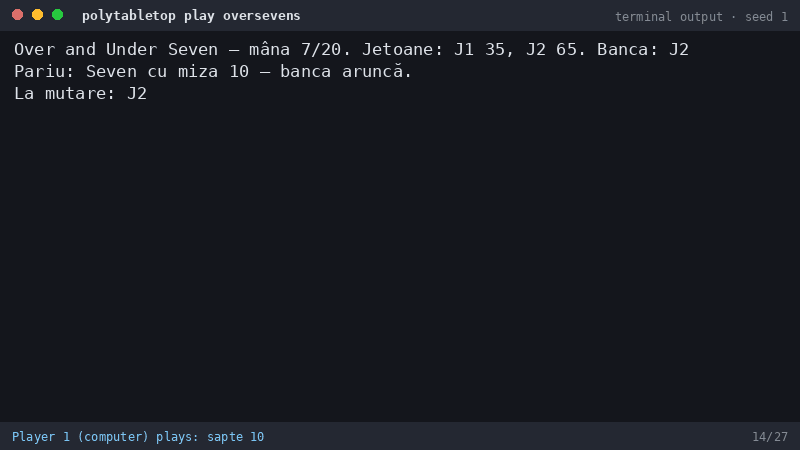 polytabletop play oversevens
terminal output · seed 1
Over and Under Seven — mâna 7/20. Jetoane: J1 35, J2 65. Banca: J2
Pariu: Seven cu miza 10 — banca aruncă.
La mutare: J2
Player 1 (computer) plays: sapte 10
14/27